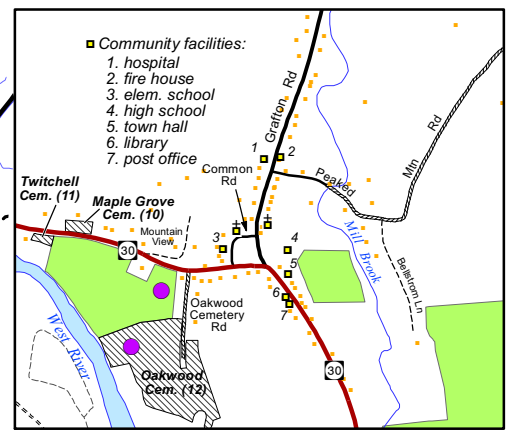 Community facilities:
1. hospital
2. fire house
3. elem. school
4. high school
5. town hall
6. library
7. post office
Grafton Rd
1
2
Common
Rd
Peaked
Mtn Rd
Twitchell
Cem. (11)
Maple Grove
Cem. (10)
Mountain
View
30
3
4
5
6
7
Mill Brook
Bellstrom Ln
Oakwood
Cemetery
Rd
West River
Oakwood
Cem. (12)
30